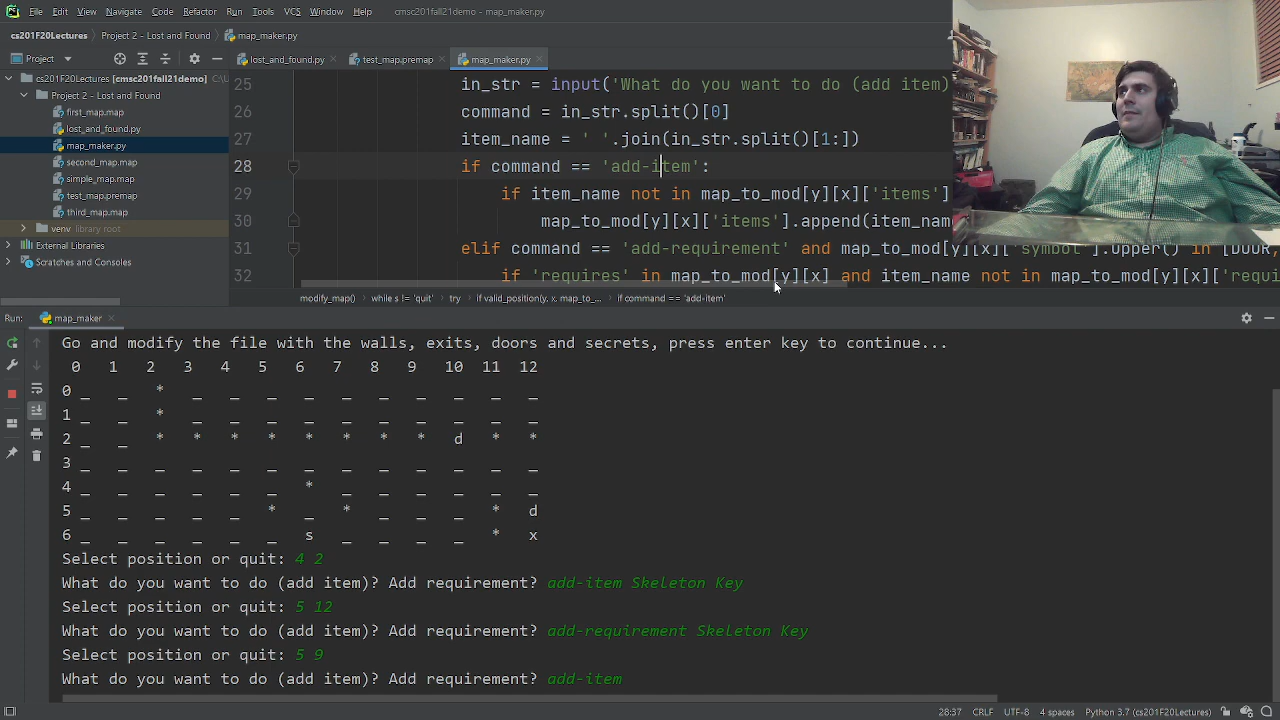 File Edit View Navigate Code Refactor Run Tools VCS Window Help cmsc201fall21demo - map_maker.py
cs201F20Lectures Project 2 - Lost and Found map_maker.py
Project
lost_and_found.py test_map.premap map_maker.py
cs201F20Lectures [cmsc201fall21demo]
Project 2 - Lost and Found
first_map.map
lost_and_found.py
map_maker.py
second_map.map
simple_map.map
test_map.premap
third_map.map
venv library root
External Libraries
Scratches and Consoles
25 in_str = input('What do you want to do (add item)
26 command = in_str.split()[0]
27 item_name = ' '.join(in_str.split()[1:])
28 if command == 'add-item':
29 if item_name not in map_to_mod[y][x]['items']
30 map_to_mod[y][x]['items'].append(item_nam
31 elif command == 'add-requirement' and map_to_mod[y][x]['symbol'].upper() in [DOOR,
32 if 'requires' in map_to_mod[y][x] and item_name not in map_to_mod[y][x]['requi
modify_map() while s != 'quit' try if valid_position(y, x, map_to_... if command == 'add-item'
Run: map_maker
Go and modify the file with the walls, exits, doors and secrets, press enter key to continue...
0 1 2 3 4 5 6 7 8 9 10 11 12
0 _ _ * _ _ _ _ _ _ _ _ _ _
1 _ _ * _ _ _ _ _ _ _ _ _ _
2 _ _ * * * * * * * * d * *
3 _ _ _ _ _ _ _ _ _ _ _ _ _
4 _ _ _ _ _ _ * _ _ _ _ _ _
5 _ _ _ _ _ * _ * _ _ _ * d
6 _ _ _ _ _ _ s _ _ _ _ * x
Select position or quit: 4 2
What do you want to do (add item)? Add requirement? add-item Skeleton Key
Select position or quit: 5 12
What do you want to do (add item)? Add requirement? add-requirement Skeleton Key
Select position or quit: 5 9
What do you want to do (add item)? Add requirement? add-item
28:37 CRLF UTF-8 4 spaces Python 3.7 (cs201F20Lectures)